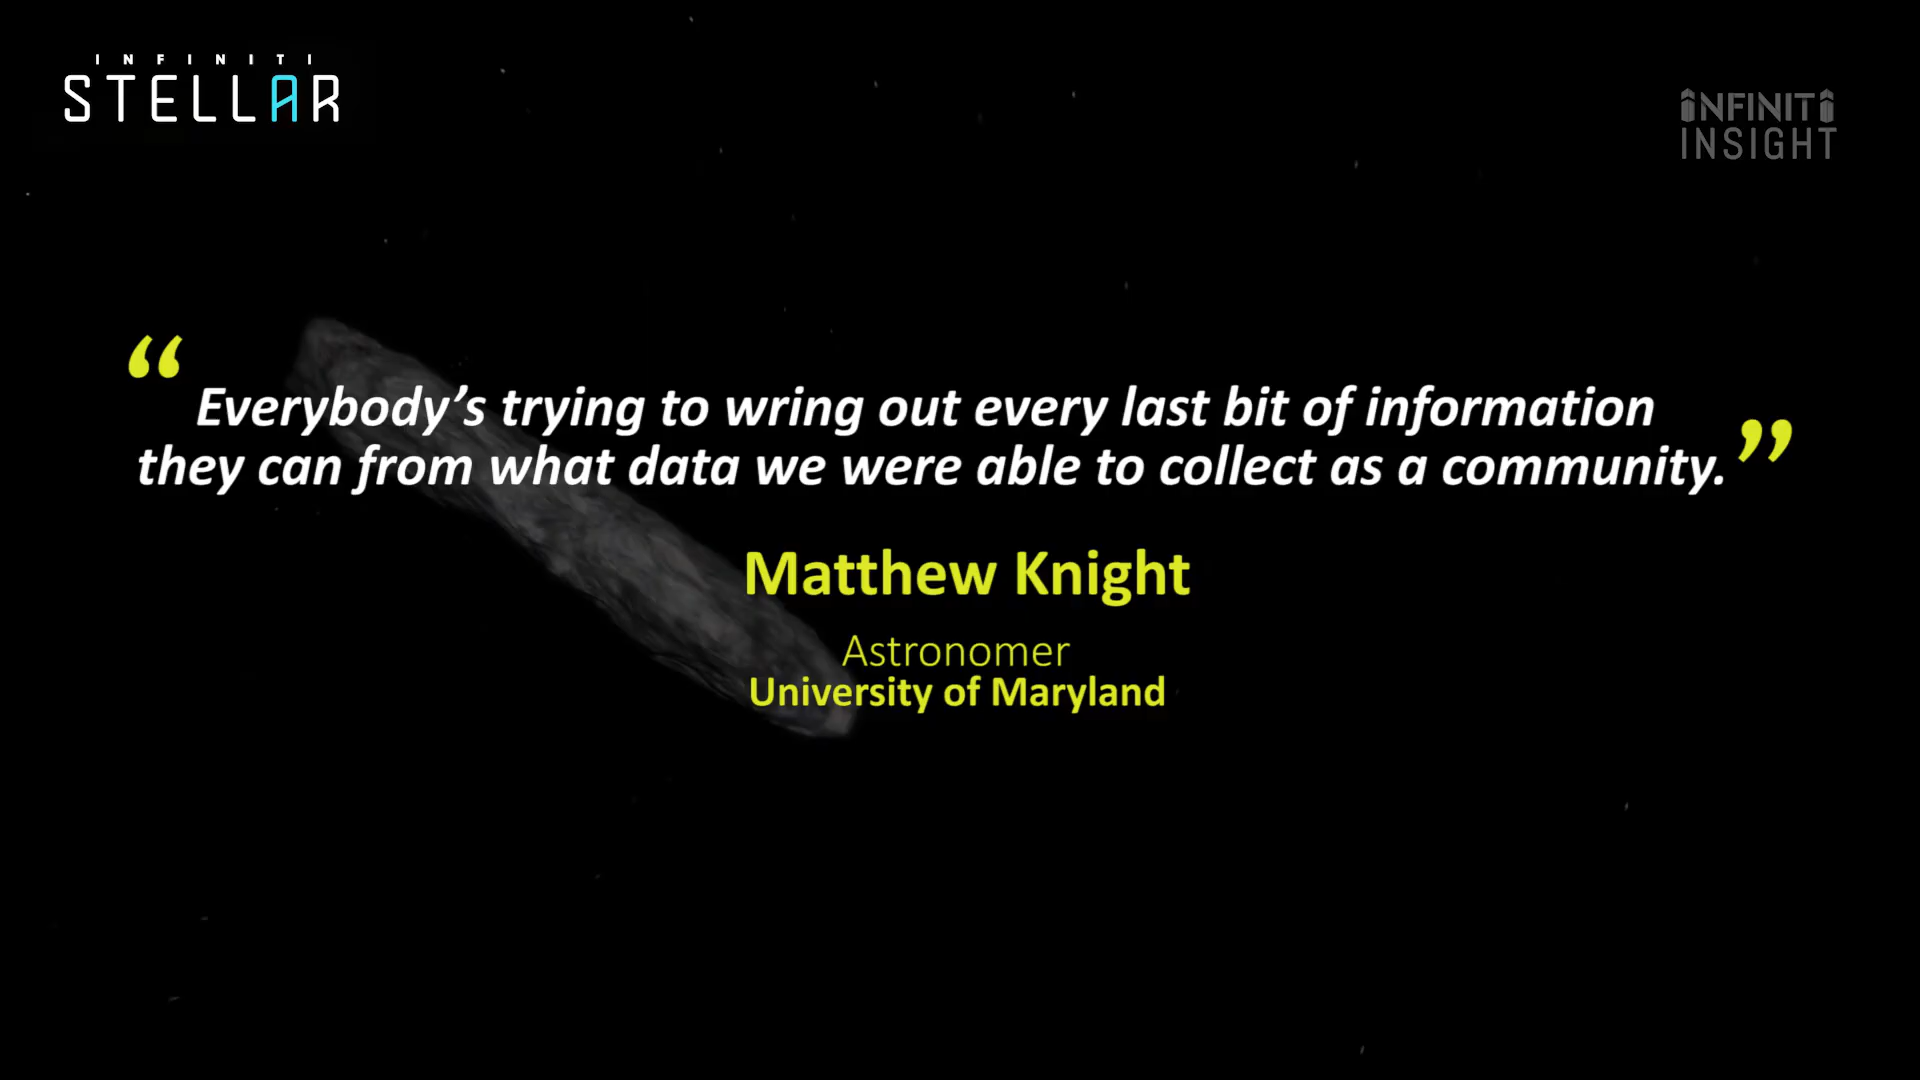 INFINITI
STELLAR
INFINITI
INSIGHT
“Everybody’s trying to wring out every last bit of information
they can from what data we were able to collect as a community.”
Matthew Knight
Astronomer
University of Maryland